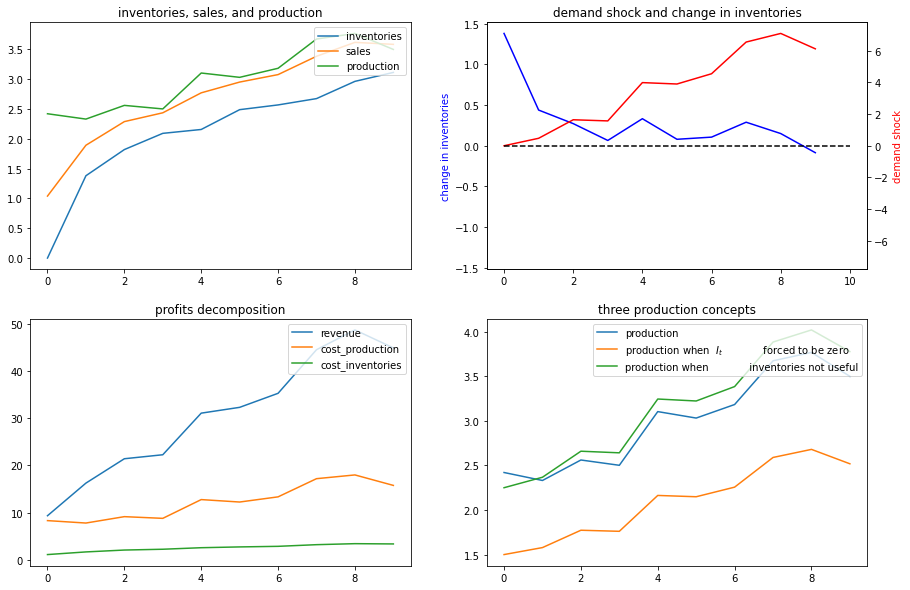 inventories, sales, and production
inventories
sales
production
3.5
3.0
2.5
2.0
1.5
1.0
0.5
0.0
0 2 4 6 8
demand shock and change in inventories
change in inventories
1.5
1.0
0.5
0.0
−0.5
−1.0
−1.5
6
4
2
0
−2
−4
−6
demand shock
0 2 4 6 8 10
profits decomposition
revenue
cost_production
cost_inventories
50
40
30
20
10
0
0 2 4 6 8
three production concepts
production
production when I_t forced to be zero
production when inventories not useful
4.0
3.5
3.0
2.5
2.0
1.5
0 2 4 6 8